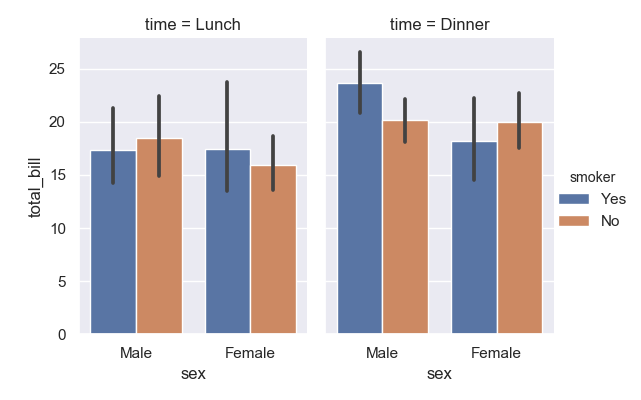 time = Lunch
time = Dinner
total_bill
25
20
15
10
5
0
Male
Female
sex
Male
Female
sex
smoker
Yes
No